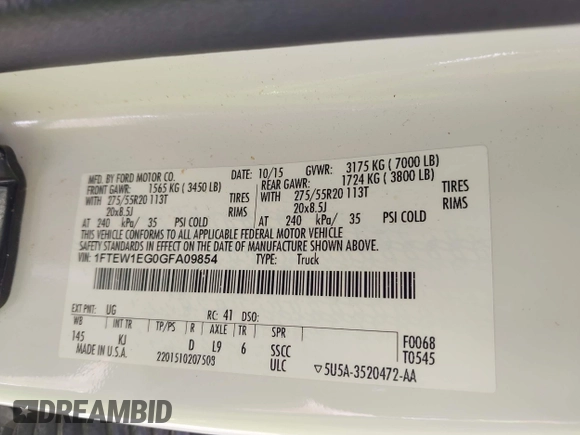 MFD. BY FORD MOTOR CO.
DATE: 10/15 GVWR: 3175 KG ( 7000 LB)
FRONT GAWR: 1565 KG ( 3450 LB) REAR GAWR: 1724 KG ( 3800 LB)
WITH 275/55R20 113T TIRES WITH 275/55R20 113T TIRES
20x8.5J RIMS 20x8.5J RIMS
AT 240 kPa/ 35 PSI COLD AT 240 kPa/ 35 PSI COLD
THIS VEHICLE CONFORMS TO ALL APPLICABLE FEDERAL MOTOR VEHICLE
SAFETY STANDARDS IN EFFECT ON THE DATE OF MANUFACTURE SHOWN ABOVE.
VIN: 1FTEW1EG0GFA09854 TYPE: Truck
EXT PNT: UG RC: 41 DSO:
WB INT TR TP/PS R AXLE TR SPR
145 KJ D L9 6 SSCC
F0068
T0545
MADE IN U.S.A. 2201510207503 ULC ▽5U5A-3520472-AA
DREAMBID